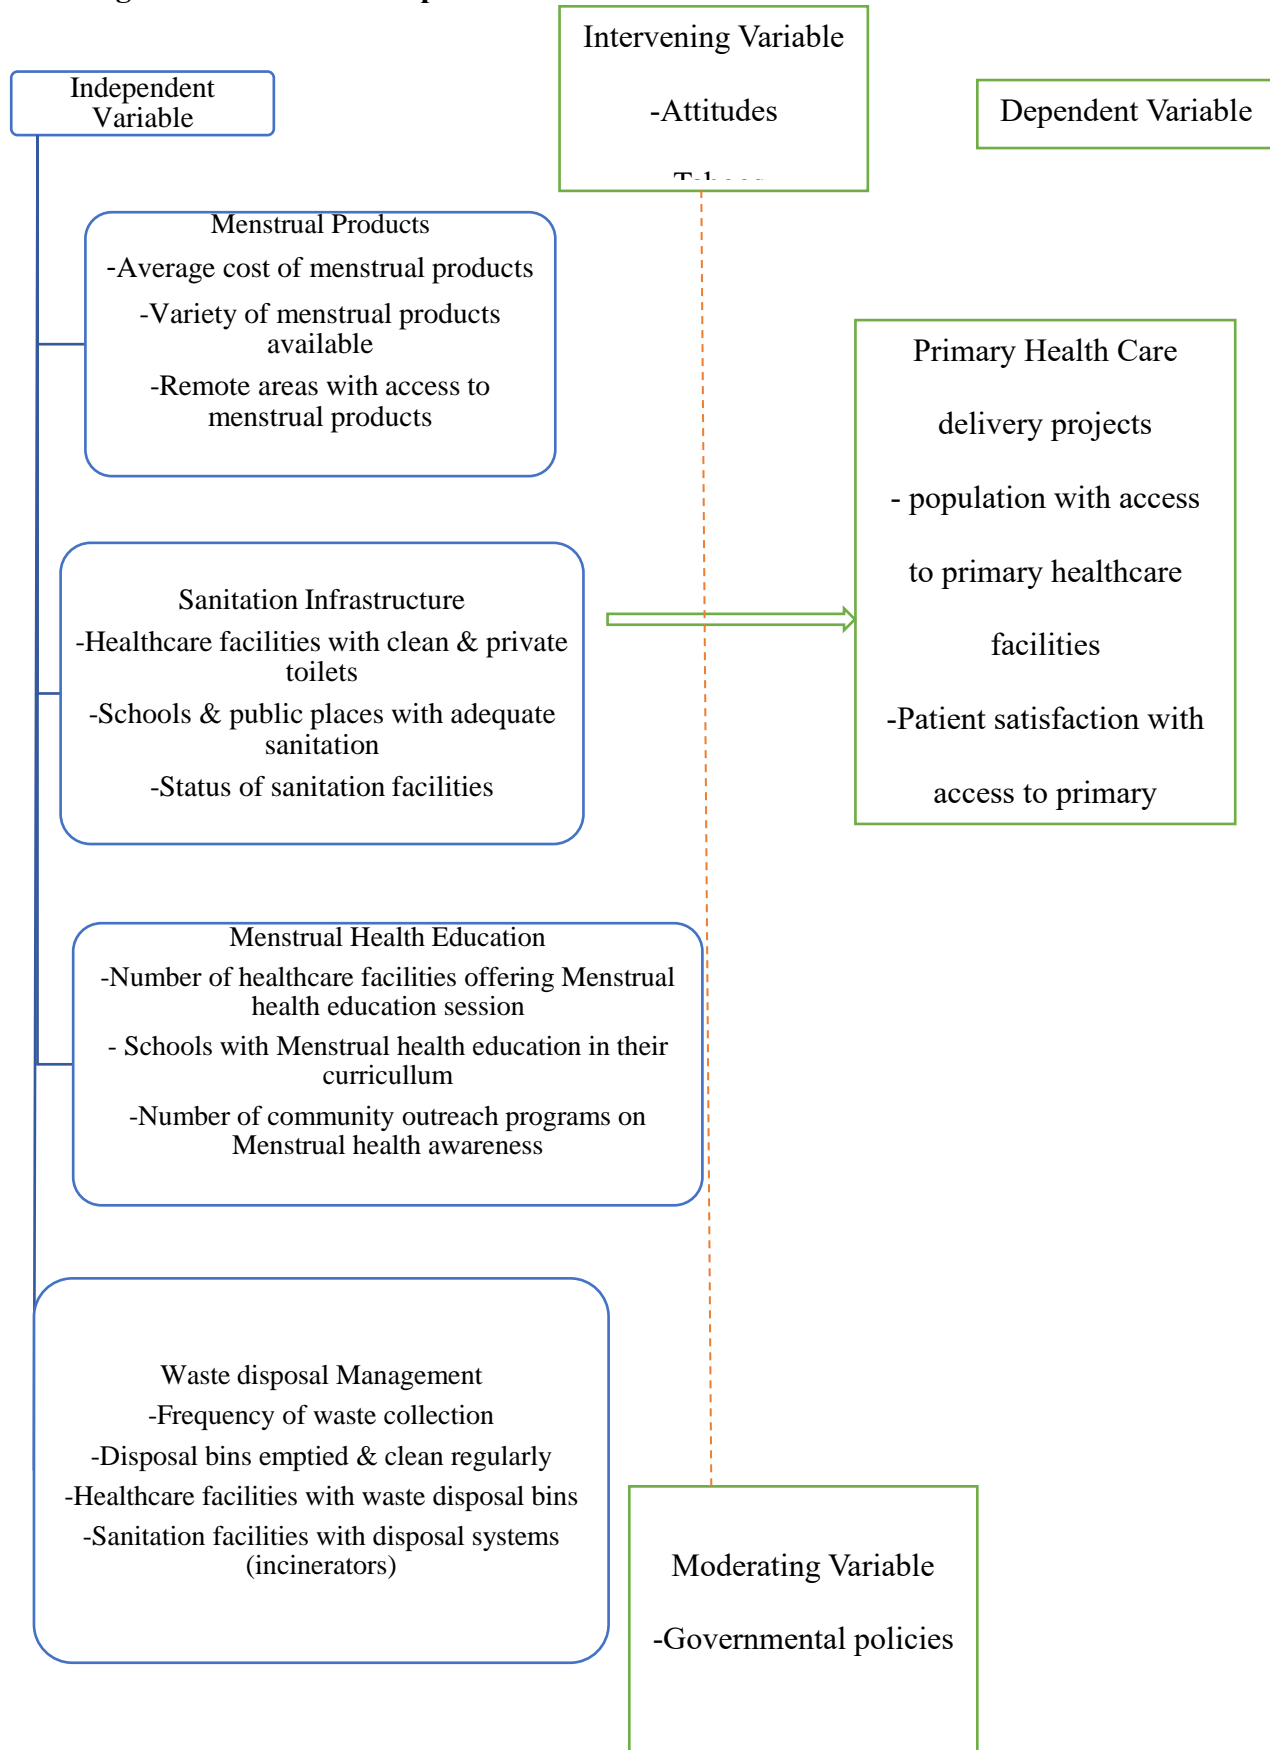 Intervening Variable
-Attitudes
Independent
Variable
Dependent Variable
Menstrual Products
-Average cost of menstrual products
-Variety of menstrual products
available
-Remote areas with access to
menstrual products
Primary Health Care
delivery projects
- population with access
to primary healthcare
facilities
-Patient satisfaction with
access to primary
Sanitation Infrastructure
-Healthcare facilities with clean & private
toilets
-Schools & public places with adequate
sanitation
-Status of sanitation facilities
Menstrual Health Education
-Number of healthcare facilities offering Menstrual
health education session
- Schools with Menstrual health education in their
curricullum
-Number of community outreach programs on
Menstrual health awareness
Waste disposal Management
-Frequency of waste collection
-Disposal bins emptied & clean regularly
-Healthcare facilities with waste disposal bins
-Sanitation facilities with disposal systems
(incinerators)
Moderating Variable
-Governmental policies